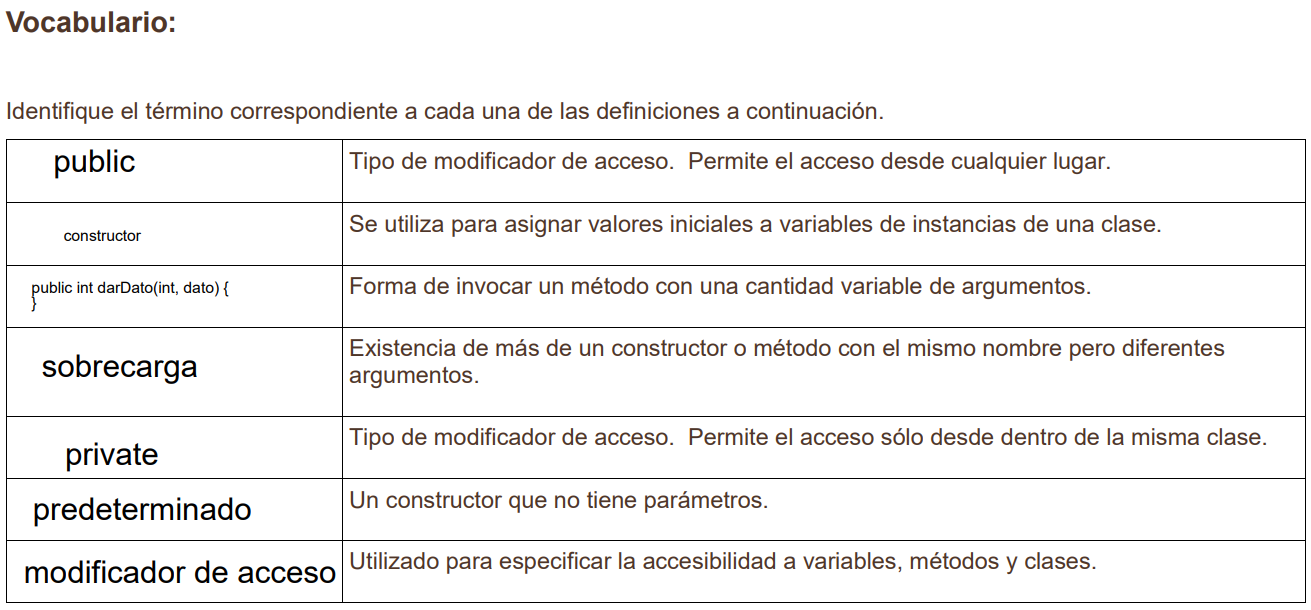 Vocabulario:
Identifique el término correspondiente a cada una de las definiciones a continuación.
public
Tipo de modificador de acceso.  Permite el acceso desde cualquier lugar.
constructor
Se utiliza para asignar valores iniciales a variables de instancias de una clase.
public int darDato(int, dato) {
}
Forma de invocar un método con una cantidad variable de argumentos.
sobrecarga
Existencia de más de un constructor o método con el mismo nombre pero diferentes
argumentos.
private
Tipo de modificador de acceso.  Permite el acceso sólo desde dentro de la misma clase.
predeterminado
Un constructor que no tiene parámetros.
modificador de acceso
Utilizado para especificar la accesibilidad a variables, métodos y clases.